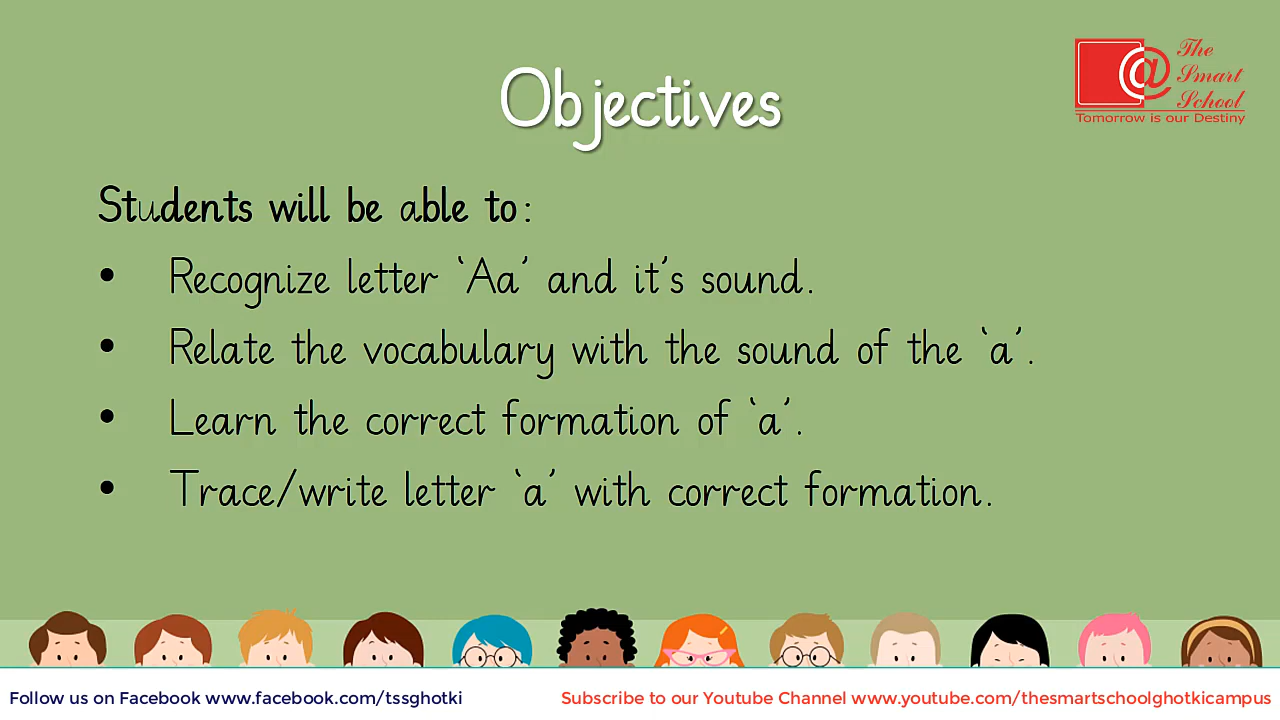 The
Smart
School
Tomorrow is our Destiny
Objectives
Students will be able to:
• Recognize letter ‘Aa’ and it’s sound.
• Relate the vocabulary with the sound of the ‘a’.
• Learn the correct formation of ‘a’.
• Trace/write letter ‘a’ with correct formation.
Follow us on Facebook www.facebook.com/tssghotki
Subscribe to our Youtube Channel www.youtube.com/thesmartschoolghotkicampus